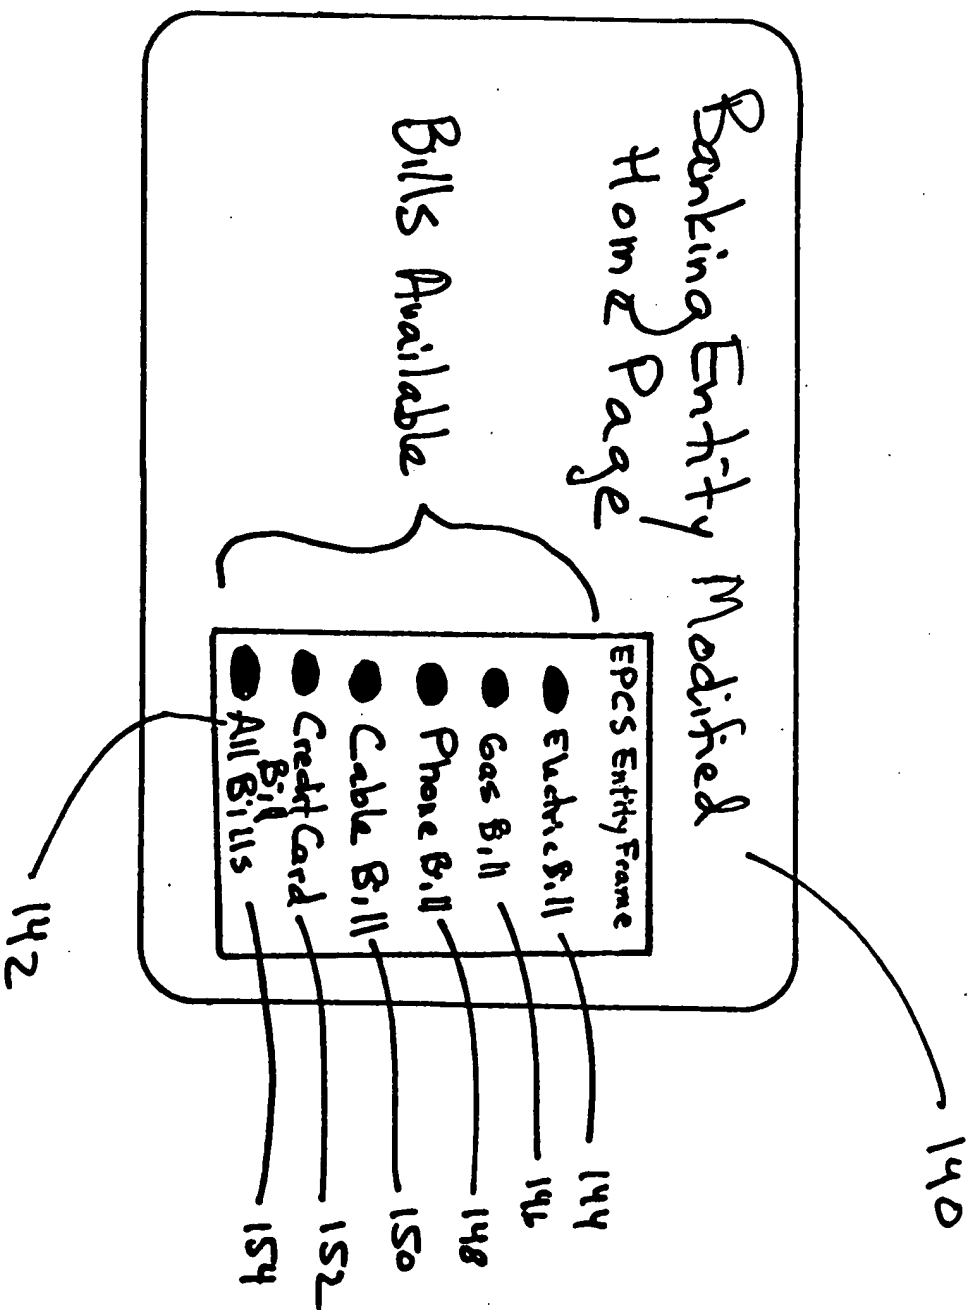 Banking Entity Modified
Home Page
Bills Available
EPCS Entity Frame
Electric Bill
Gas Bill
Phone Bill
Cable Bill
Credit Card
Bill
All Bills
140
142
144
146
148
150
152
154